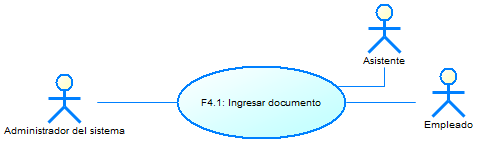 Asistente
F4.1: Ingresar documento
Administrador del sistema
Empleado